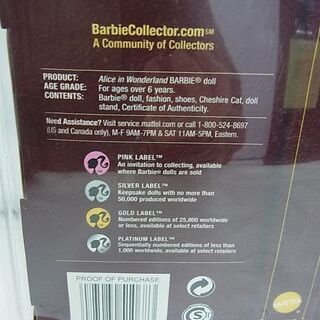 BarbieCollector.com℠
A Community of Collectors
PRODUCT: Alice in Wonderland BARBIE® doll
AGE GRADE: For ages over 6 years.
CONTENTS: Barbie® doll, fashion, shoes, Cheshire Cat, doll
stand, Certificate of Authenticity.
Need Assistance? Visit service.mattel.com or call 1-800-524-8697
(US and Canada only), M-F 9AM-7PM & SAT 11AM-5PM, Eastern.
PINK LABEL™
An invitation to collecting, available
where Barbie® dolls are sold
SILVER LABEL™
Keepsake dolls with no more than
50,000 produced worldwide
GOLD LABEL™
Numbered editions of 25,000 worldwide
or less, available at select retailers
PLATINUM LABEL™
Sequentially numbered editions of less than
1,000 worldwide, available at select retailers
PROOF OF PURCHASE
S
MATTEL